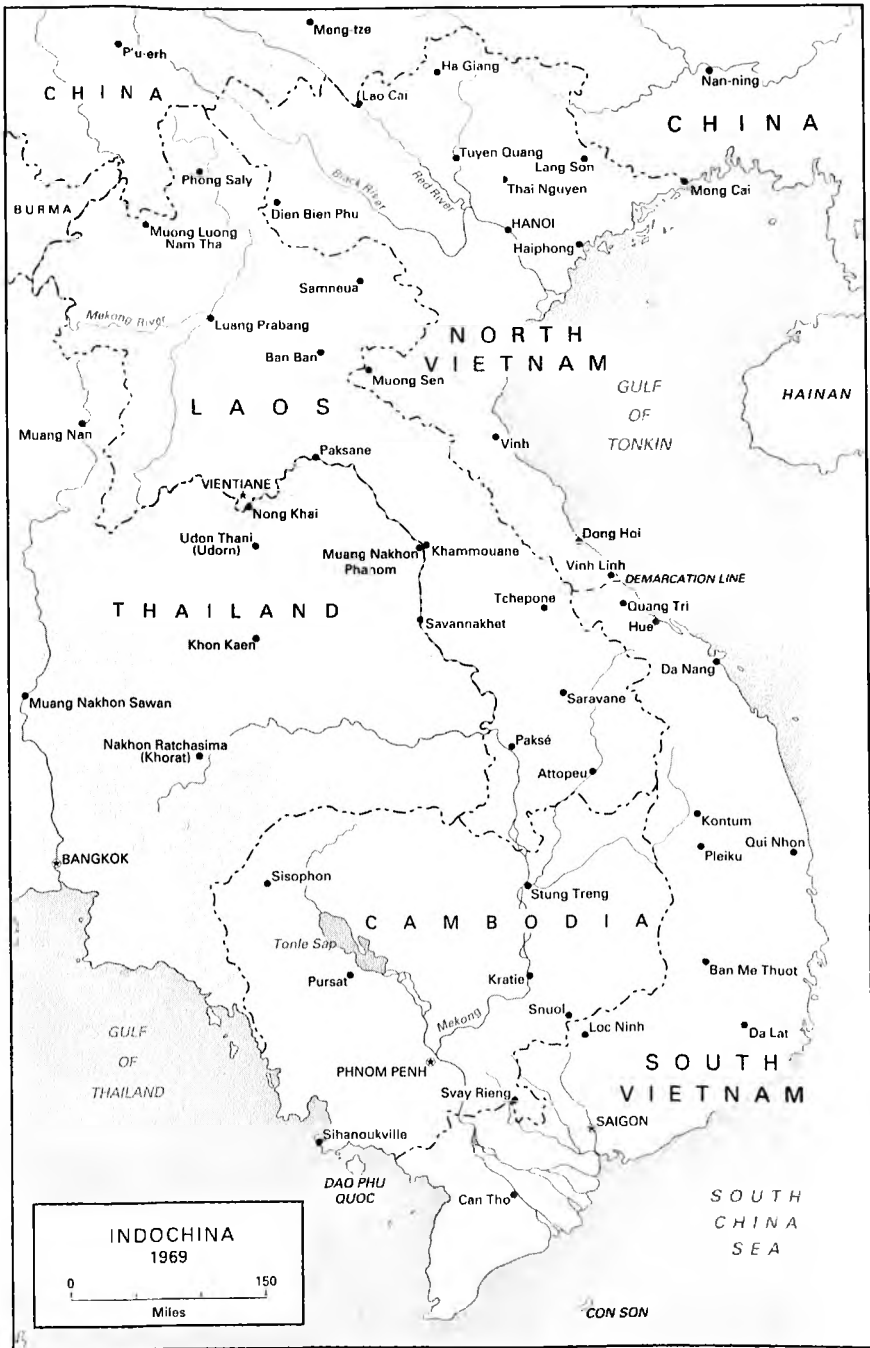 Meng-tze
P'u-erh
Ha Giang
Nan-ning
CHINA
Lao Cai
CHINA
Tuyen Quang
Lang Son
Phong Saly
Thai Nguyen
Black River
Red River
Mong Cai
BURMA
Dien Bien Phu
Muong Luong
Nam Tha
HANOI
Haiphong
Samneua
Mekong River
Luang Prabang
NORTH
VIETNAM
Ban Ban
Muong Sen
GULF
OF
TONKIN
HAINAN
LAOS
Muang Nan
Vinh
Paksane
VIENTIANE
Nong Khai
Udon Thani
(Udorn)
Dong Hoi
Muang Nakhon
Phanom
Khammouane
Vinh Linh
DEMARCATION LINE
Tchepone
Quang Tri
THAILAND
Savannakhet
Hue
Khon Kaen
Da Nang
Muang Nakhon Sawan
Saravane
Nakhon Ratchasima
(Khorat)
Paksé
Attopeu
Kontum
Qui Nhon
Pleiku
BANGKOK
Sisophon
Stung Treng
CAMBODIA
Tonle Sap
Pursat
Kratie
Ban Me Thuot
Mekong
Snuol
Loc Ninh
Da Lat
GULF
OF
THAILAND
PHNOM PENH
SOUTH
VIETNAM
Svay Rieng
SAIGON
Sihanoukville
DAO PHU
QUOC
Can Tho
SOUTH
CHINA
SEA
INDOCHINA
1969
0 150
Miles
CON SON